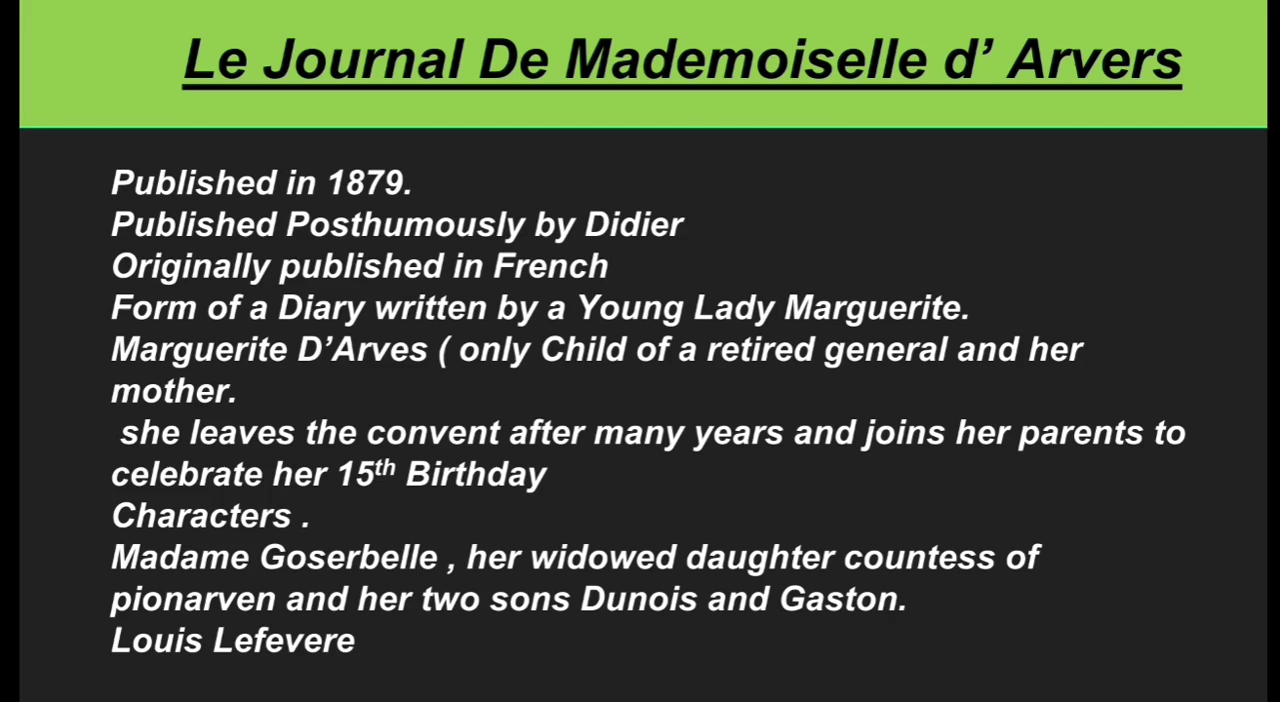 Le Journal De Mademoiselle d’ Arvers
Published in 1879.
Published Posthumously by Didier
Originally published in French
Form of a Diary written by a Young Lady Marguerite.
Marguerite D’Arves ( only Child of a retired general and her
mother.
she leaves the convent after many years and joins her parents to
celebrate her 15th Birthday
Characters .
Madame Goserbelle , her widowed daughter countess of
pionarven and her two sons Dunois and Gaston.
Louis Lefevere